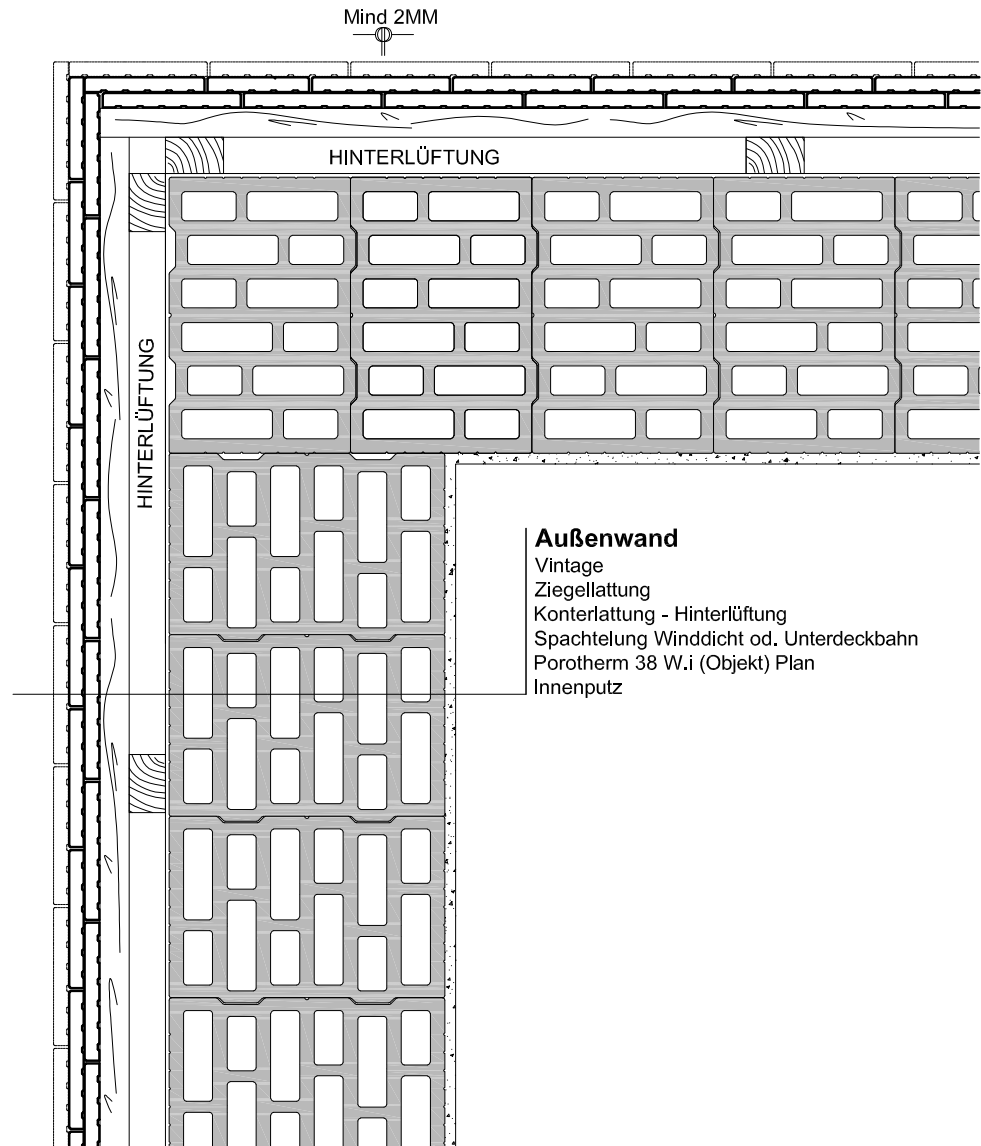 Mind 2MM
HINTERLÜFTUNG
HINTERLÜFTUNG
Außenwand
Vintage
Ziegellattung
Konterlattung - Hinterlüftung
Spachtelung Winddicht od. Unterdeckbahn
Porotherm 38 W.i (Objekt) Plan
Innenputz